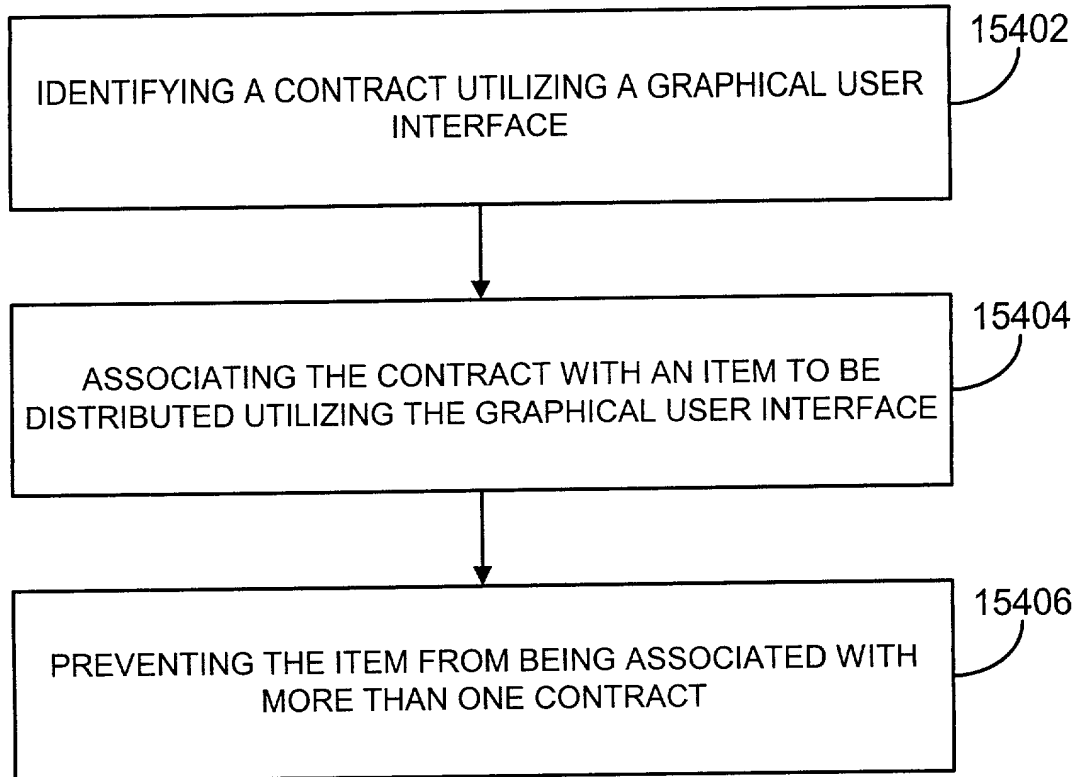 15402
IDENTIFYING A CONTRACT UTILIZING A GRAPHICAL USER
INTERFACE
15404
ASSOCIATING THE CONTRACT WITH AN ITEM TO BE
DISTRIBUTED UTILIZING THE GRAPHICAL USER INTERFACE
15406
PREVENTING THE ITEM FROM BEING ASSOCIATED WITH
MORE THAN ONE CONTRACT